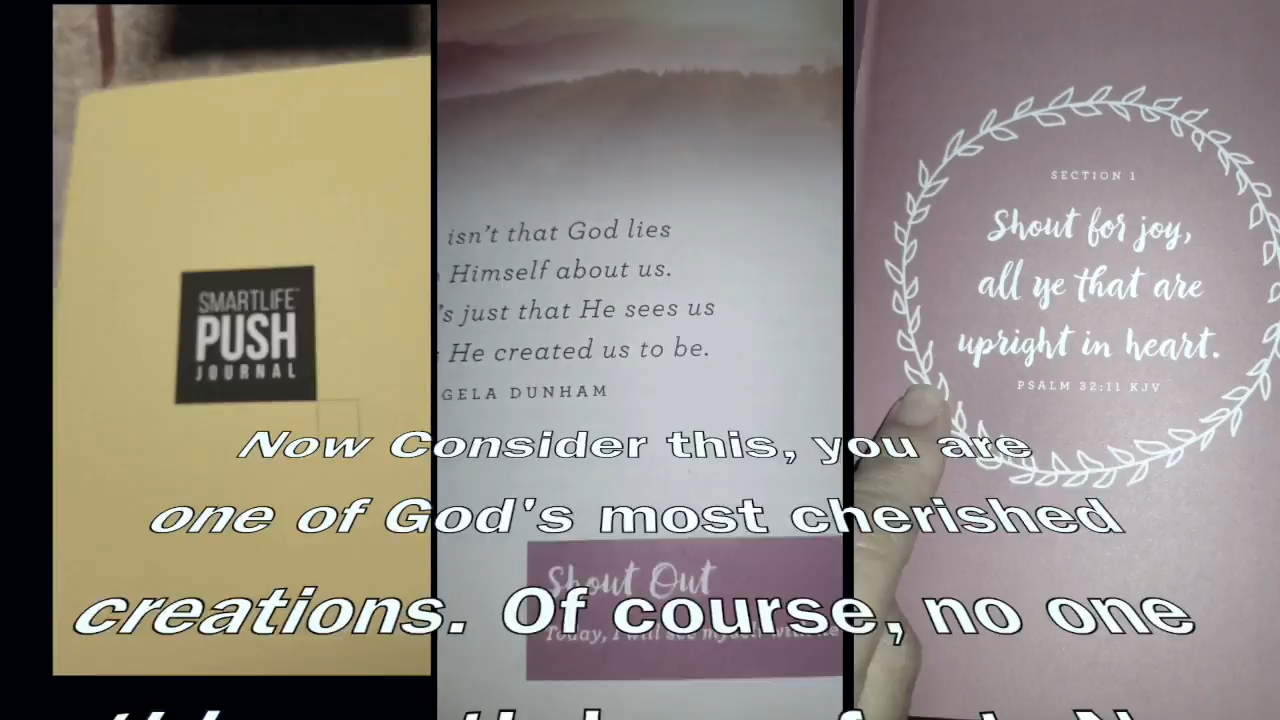 SMARTLIFE™
PUSH
JOURNAL
isn't that God lies
Himself about us.
's just that He sees us
He created us to be.
GELA DUNHAM
Shout Out
Today, I will see myself with
SECTION 1
Shout for joy,
all ye that are
upright in heart.
PSALM 32:11 KJV
Now Consider this, you are
one of God's most cherished
creations. Of course, no one